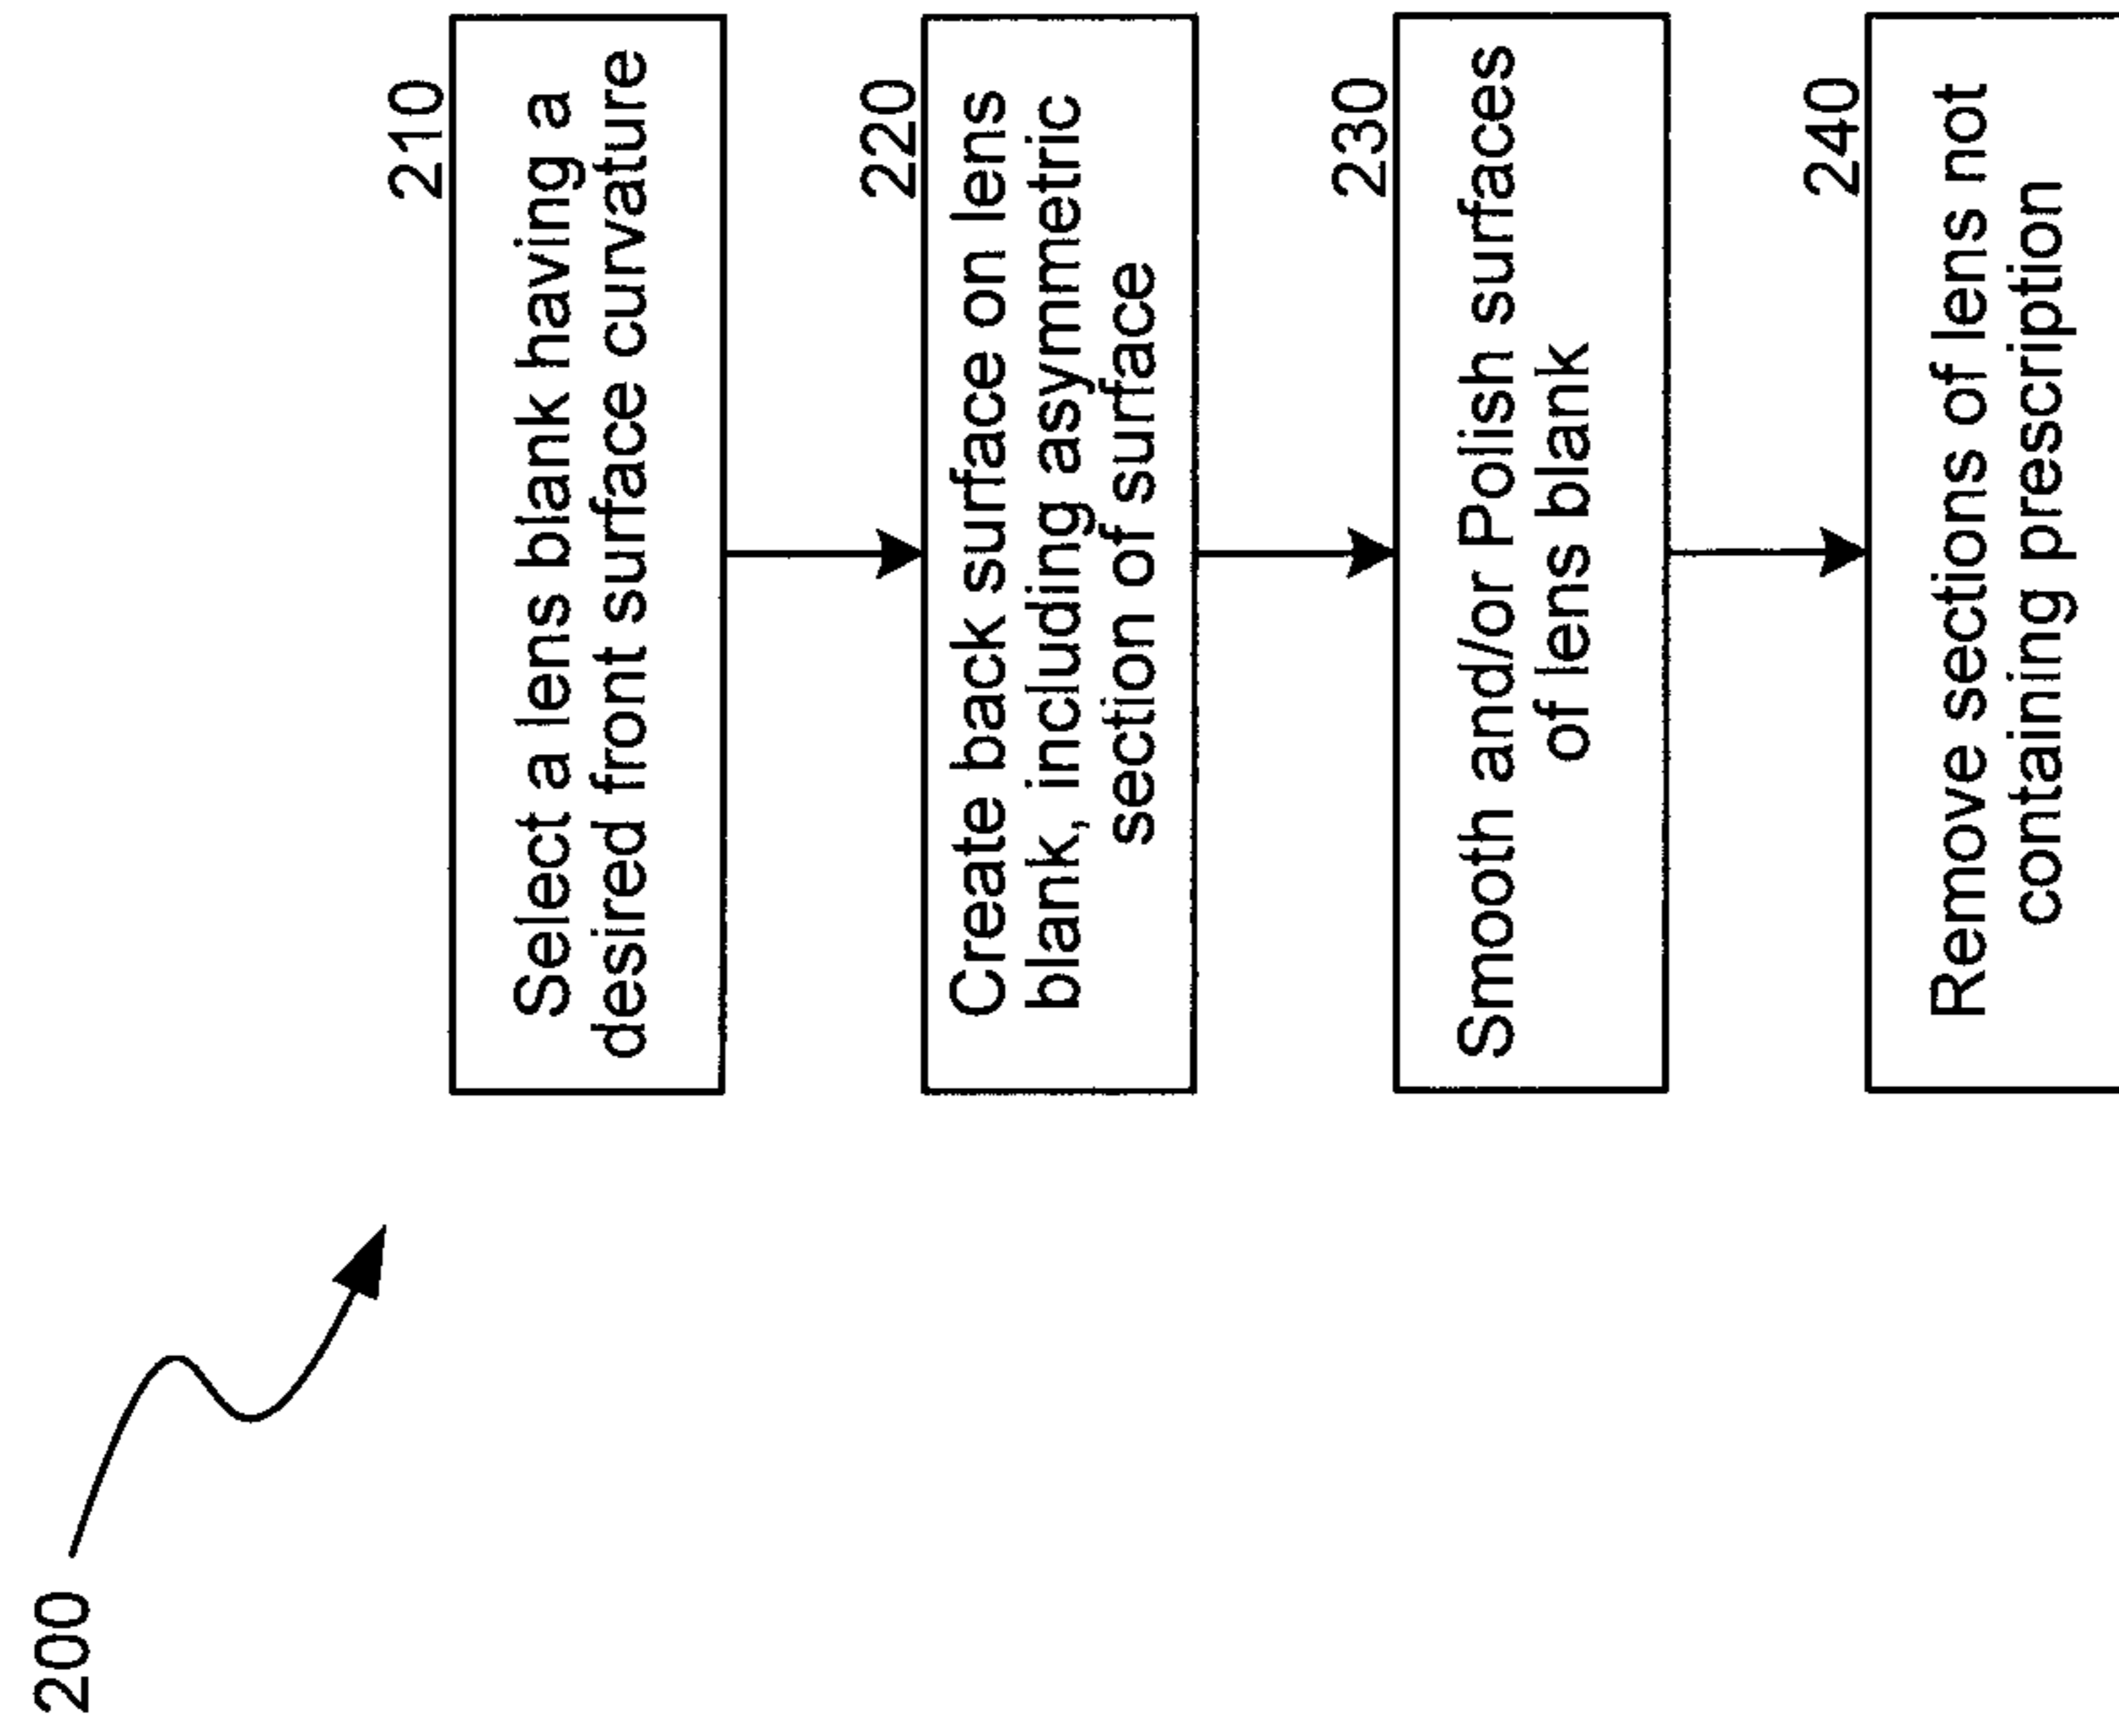 200
210
Select a lens blank having a
desired front surface curvature
220
Create back surface on lens
blank, including asymmetric
section of surface
230
Smooth and/or Polish surfaces
of lens blank
240
Remove sections of lens not
containing prescription